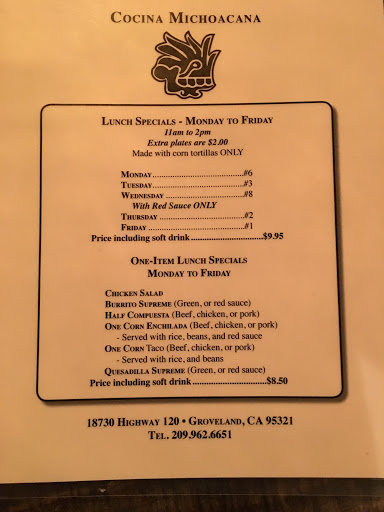 Cocina Michoacana
Lunch Specials - Monday to Friday
11am to 2pm
Extra plates are $2.00
Made with corn tortillas ONLY
Monday...............................#6
Tuesday...............................#3
Wednesday ..........................#8
With Red Sauce ONLY
Thursday ............................#2
Friday .................................#1
Price including soft drink..............................$9.95
One-Item Lunch Specials
Monday to Friday
Chicken Salad
Burrito Supreme (Green, or red sauce)
Half Compuesta (Beef, chicken, or pork)
One Corn Enchilada (Beef, chicken, or pork)
- Served with rice, beans, and red sauce
One Corn Taco (Beef, chicken, or pork)
- Served with rice, and beans
Quesadilla Supreme (Green, or red sauce)
Price including soft drink..............................$8.50
18730 Highway 120 • Groveland, CA 95321
Tel. 209.962.6651